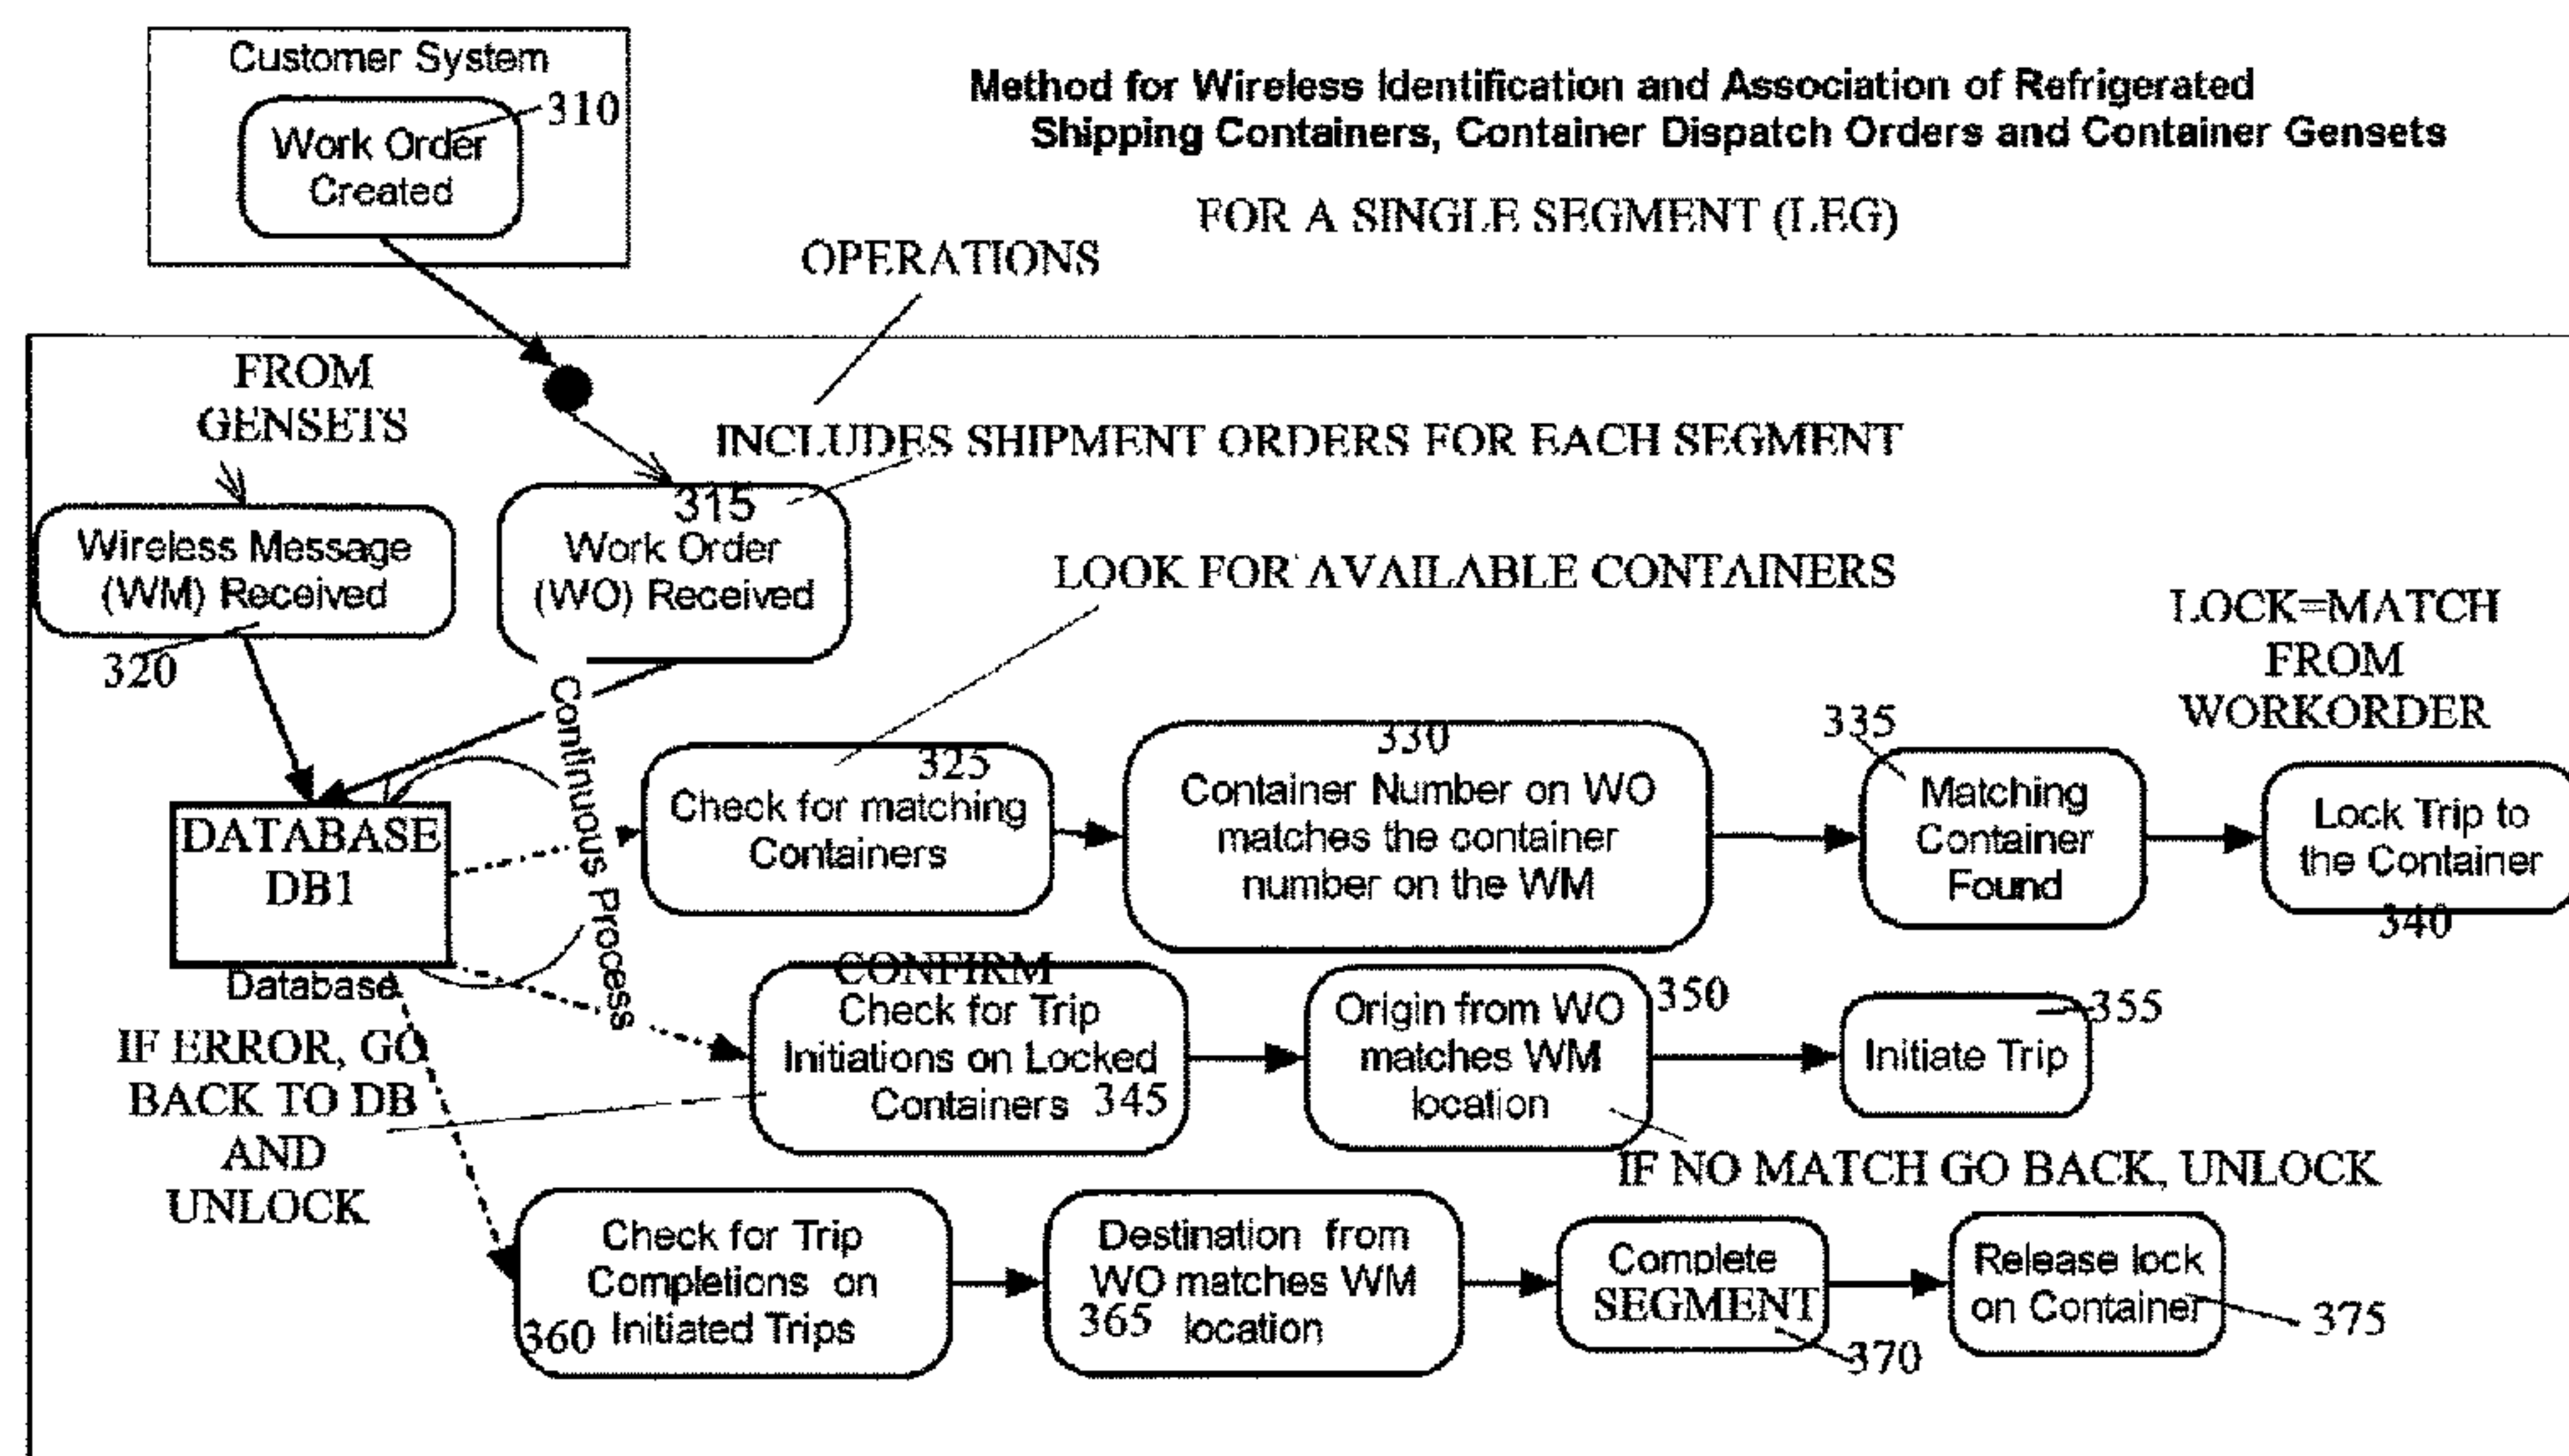 Customer System
310
Work Order
Created
Method for Wireless Identification and Association of Refrigerated
Shipping Containers, Container Dispatch Orders and Container Gensets
FOR A SINGLE SEGMENT (LEG)
OPERATIONS
FROM
GENSETS
INCLUDES SHIPMENT ORDERS FOR EACH SEGMENT
Wireless Message
(WM) Received
320
315
Work Order
(WO) Received
LOOK FOR AVAILABLE CONTAINERS
LOCK=MATCH
FROM
WORKORDER
Continuous Process
DATABASE
DB1
Database
325
Check for matching
Containers
330
Container Number on WO
matches the container
number on the WM
335
Matching
Container
Found
Lock Trip to
the Container
340
CONFIRM
Check for Trip
Initiations on Locked
Containers 345
350
Origin from WO
matches WM
location
355
Initiate Trip
IF ERROR, GO
BACK TO DB
AND
UNLOCK
IF NO MATCH GO BACK, UNLOCK
Check for Trip
Completions on
360 Initiated Trips
Destination from
WO matches WM
365 location
Complete
SEGMENT
370
Release lock
on Container
375